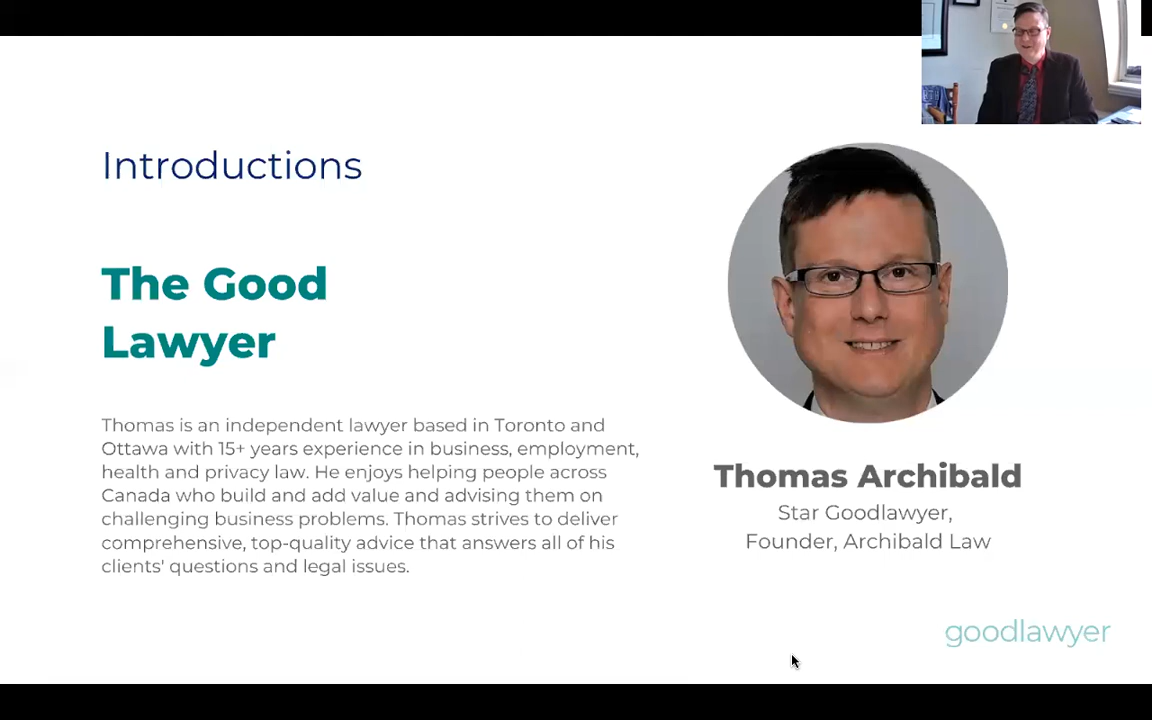 Introductions
The Good
Lawyer
Thomas is an independent lawyer based in Toronto and
Ottawa with 15+ years experience in business, employment,
health and privacy law. He enjoys helping people across
Canada who build and add value and advising them on
challenging business problems. Thomas strives to deliver
comprehensive, top-quality advice that answers all of his
clients' questions and legal issues.
Thomas Archibald
Star Goodlawyer,
Founder, Archibald Law
goodlawyer